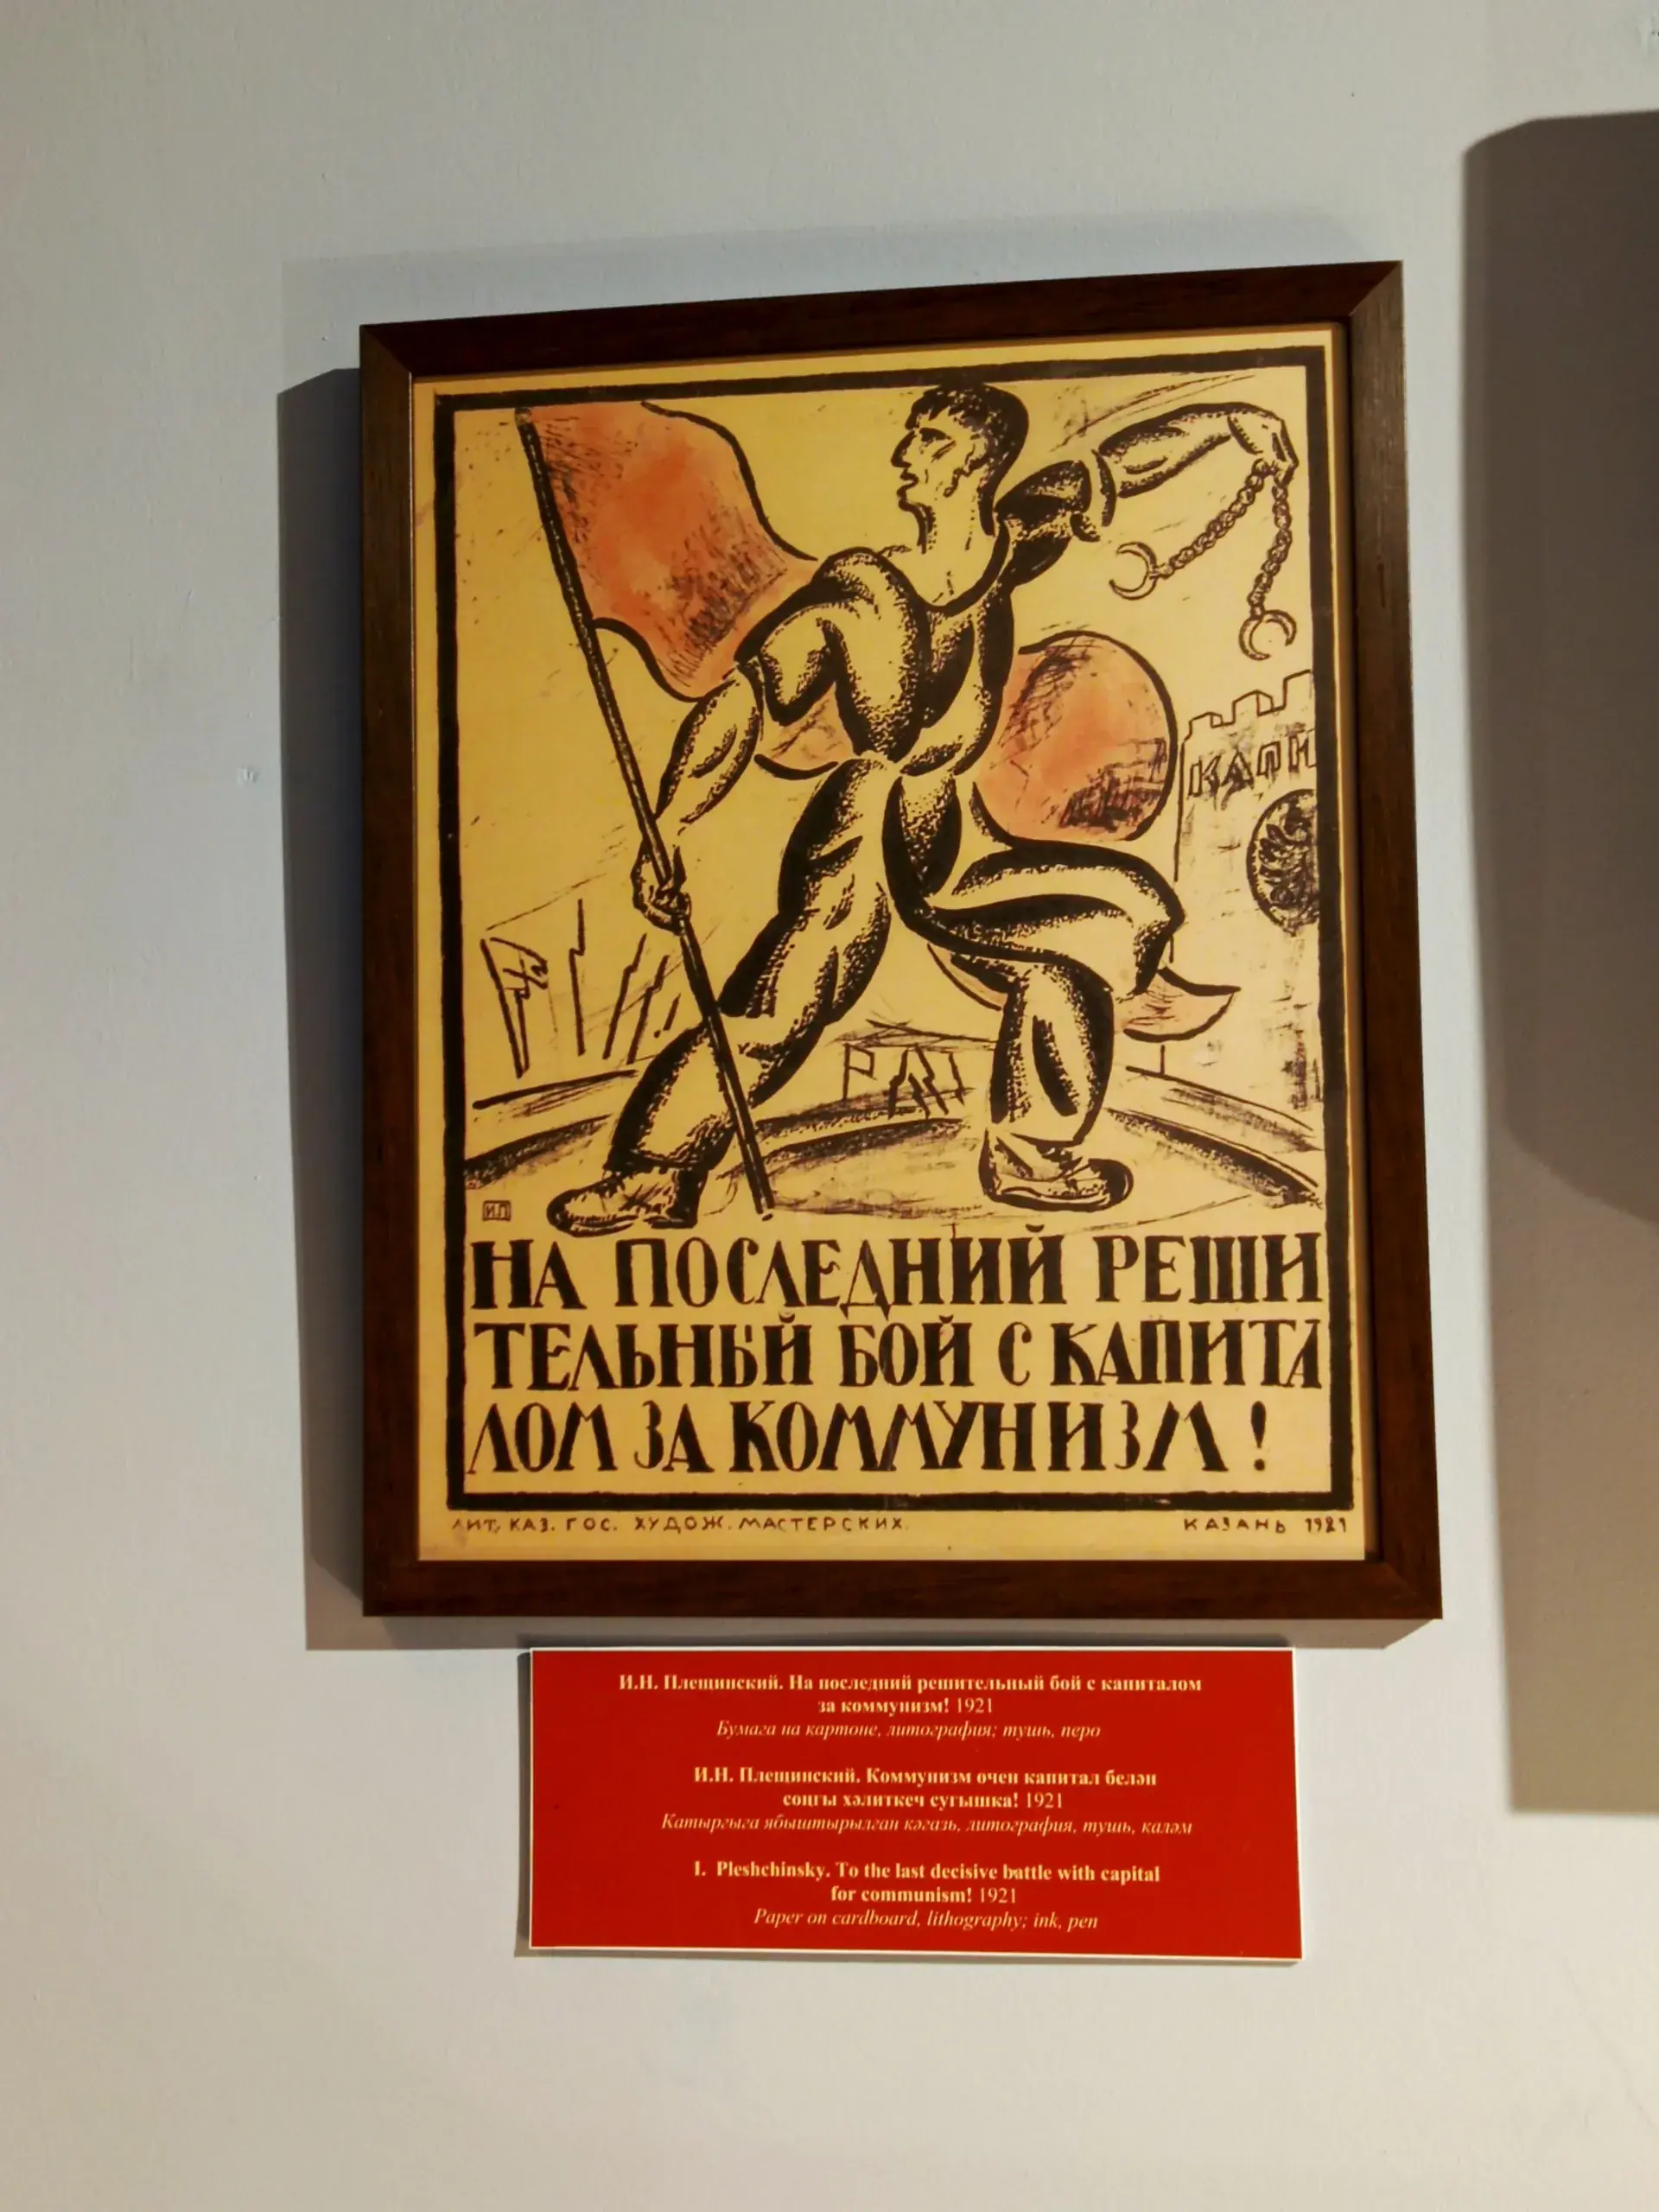 КАПИ
И.П
НА ПОСЛЕДНИЙ РЕШИ
ТЕЛЬНЫЙ БОЙ С КАПИТА
ЛОМ ЗА КОММУНИЗМ!
ЛИТ. КАЗ. ГОС. ХУДОЖ. МАСТЕРСКИХ. КАЗАНЬ 1921
И.Н. Плещинский. На последний решительный бой с капиталом
за коммунизм! 1921
Бумага на картоне, литография; тушь, перо
И.Н. Плещинский. Коммунизм өчен капитал белән
соңгы хәлиткеч сугышка! 1921
Катыргыга ябыштырылган кәгазь, литография, тушь, каләм
I. Pleshchinsky. To the last decisive battle with capital
for communism! 1921
Paper on cardboard, lithography; ink, pen